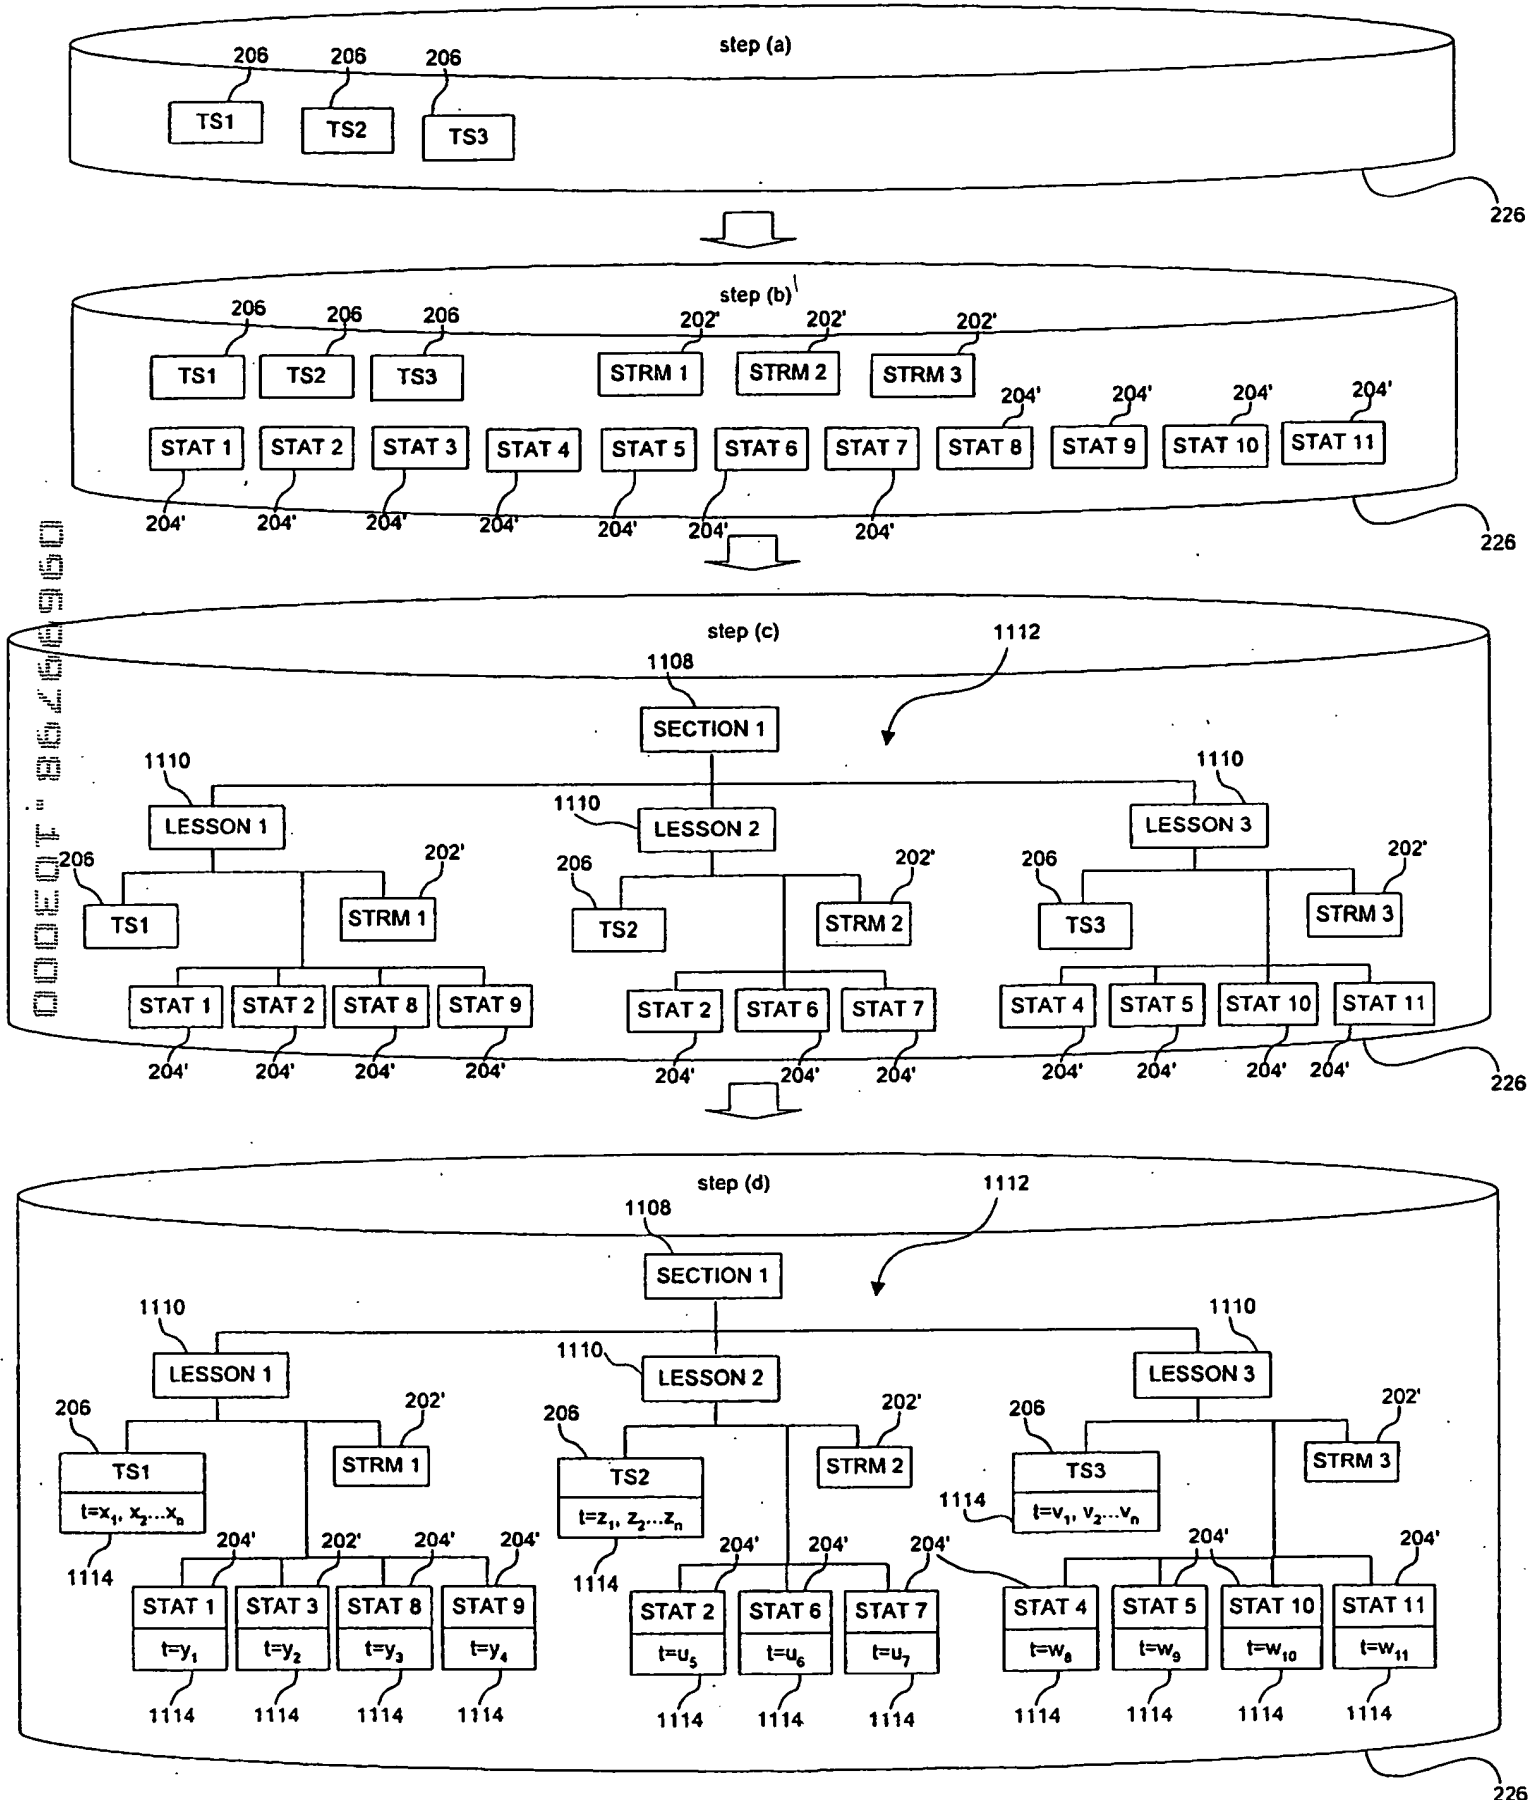 step (a)
206 206 206
TS1 TS2 TS3
226
step (b)
206 206 206 202' 202' 202'
TS1 TS2 TS3 STRM 1 STRM 2 STRM 3
204' 204' 204' 204'
STAT 1 STAT 2 STAT 3 STAT 4 STAT 5 STAT 6 STAT 7 STAT 8 STAT 9 STAT 10 STAT 11
204' 204' 204' 204' 204' 204' 204'
226
step (c)
1112
1108
SECTION 1
1110 1110 1110
LESSON 1 LESSON 2 LESSON 3
206 202' 206 202' 206 202'
TS1 STRM 1 TS2 STRM 2 TS3 STRM 3
STAT 1 STAT 2 STAT 8 STAT 9 STAT 2 STAT 6 STAT 7 STAT 4 STAT 5 STAT 10 STAT 11
204' 204' 204' 204' 204' 204' 204' 204' 204' 204' 204'
226
step (d)
1112
1108
SECTION 1
1110 1110 1110
LESSON 1 LESSON 2 LESSON 3
206 202' 206 202' 206 202'
TS1 STRM 1 TS2 STRM 2 TS3 STRM 3
t=x₁, x₂...xₙ t=z₁, z₂...zₙ 1114 t=v₁, v₂...vₙ
1114 204' 202' 204' 204' 1114 204' 204' 204' 204' 204'
STAT 1 STAT 3 STAT 8 STAT 9 STAT 2 STAT 6 STAT 7 STAT 4 STAT 5 STAT 10 STAT 11
t=y₁ t=y₂ t=y₃ t=y₄ t=u₅ t=u₆ t=u₇ t=w₈ t=w₉ t=w₁₀ t=w₁₁
1114 1114 1114 1114 1114 1114 1114 1114 1114 1114 1114
226